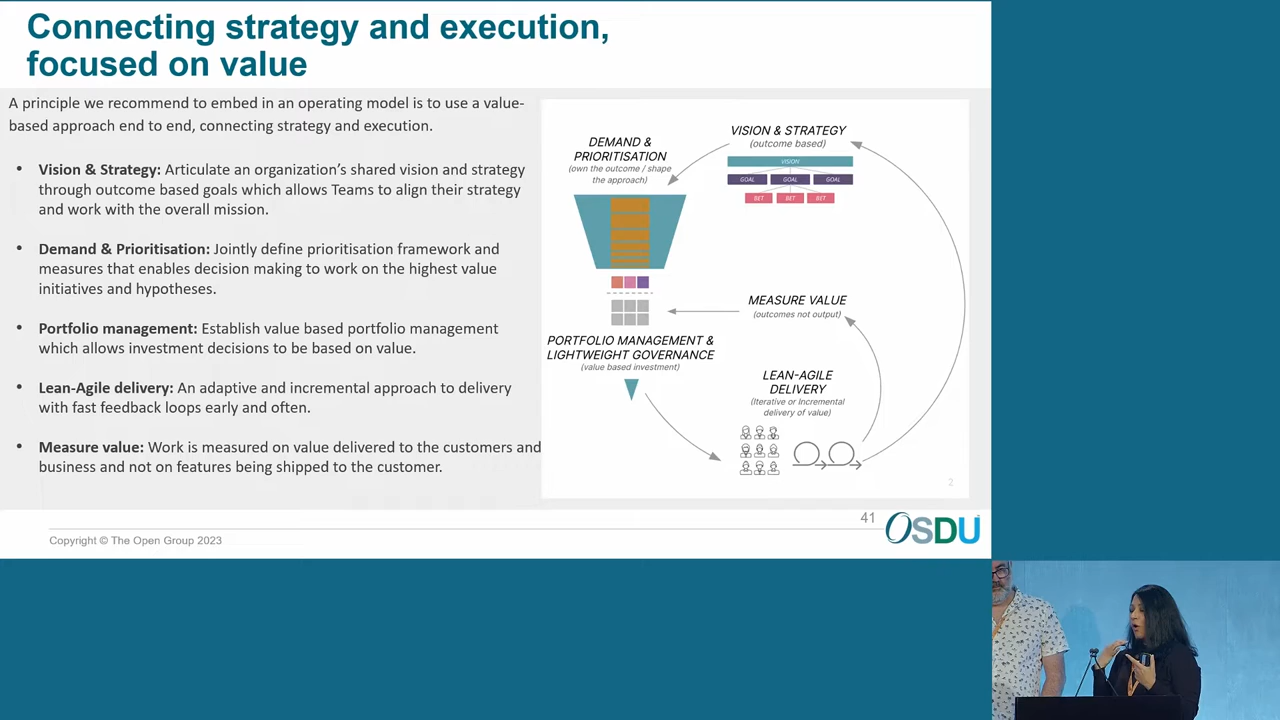 Connecting strategy and execution,
focused on value
A principle we recommend to embed in an operating model is to use a value-
based approach end to end, connecting strategy and execution.
• Vision & Strategy: Articulate an organization's shared vision and strategy
through outcome based goals which allows Teams to align their strategy
and work with the overall mission.
• Demand & Prioritisation: Jointly define prioritisation framework and
measures that enables decision making to work on the highest value
initiatives and hypotheses.
• Portfolio management: Establish value based portfolio management
which allows investment decisions to be based on value.
• Lean-Agile delivery: An adaptive and incremental approach to delivery
with fast feedback loops early and often.
• Measure value: Work is measured on value delivered to the customers and
business and not on features being shipped to the customer.
DEMAND &
PRIORITISATION
(own the outcome / shape
the approach)
VISION & STRATEGY
(outcome based)
VISION
GOAL GOAL GOAL
BET BET BET
MEASURE VALUE
(outcomes not output)
PORTFOLIO MANAGEMENT &
LIGHTWEIGHT GOVERNANCE
(value based investment)
LEAN-AGILE
DELIVERY
(Iterative or Incremental
delivery of value)
2
41
OSDU
Copyright © The Open Group 2023